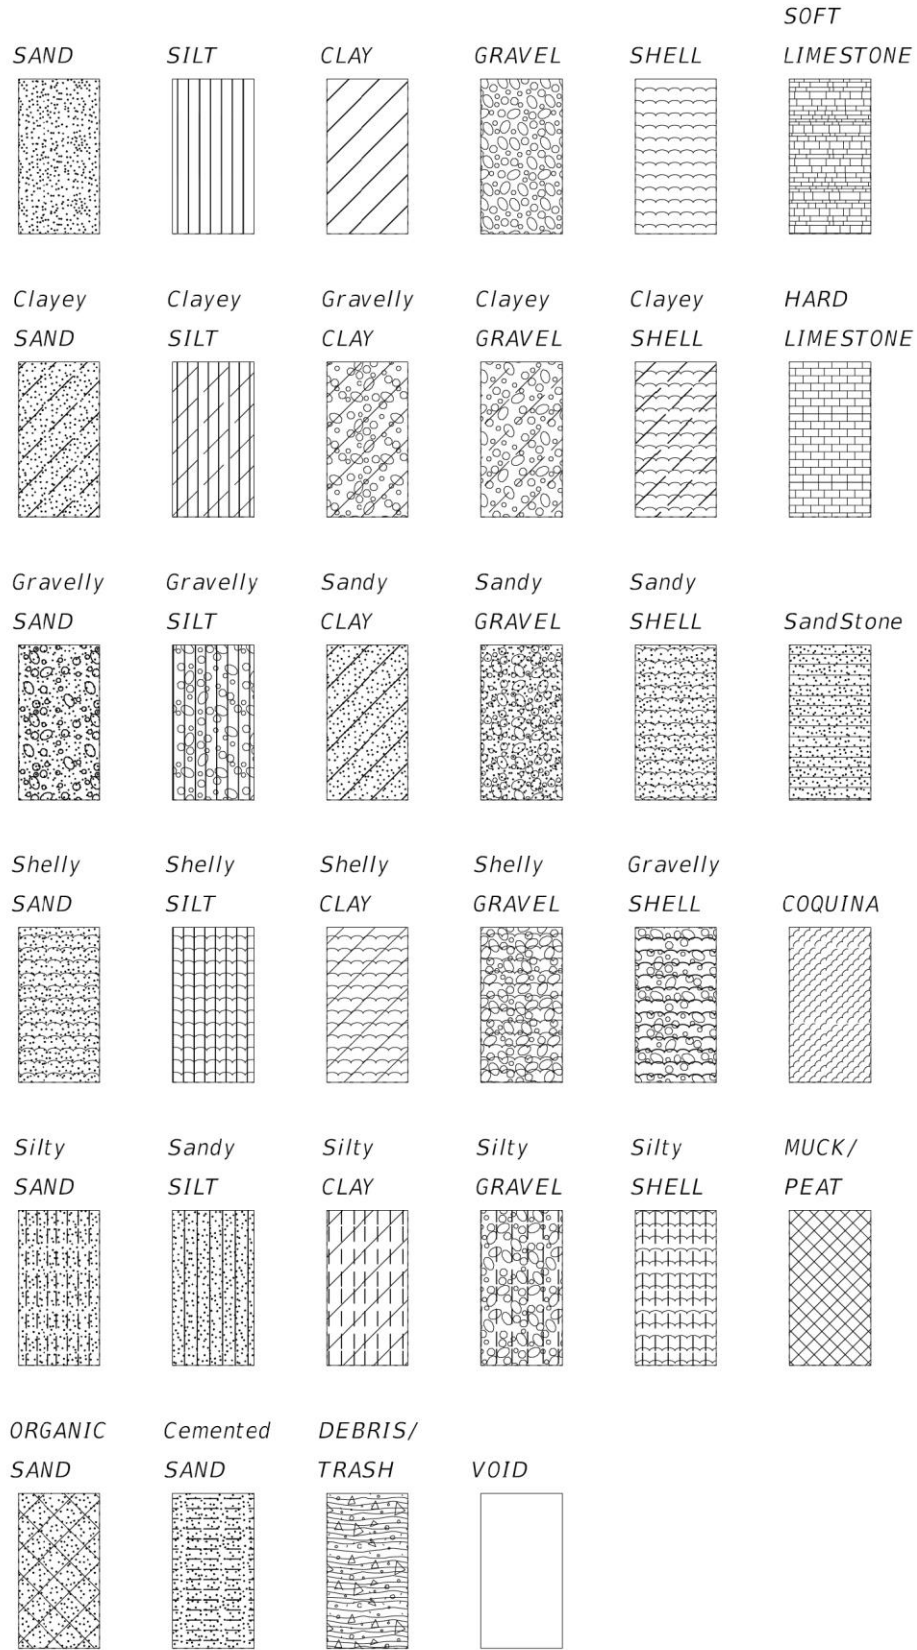 SOFT
SAND SILT CLAY GRAVEL SHELL LIMESTONE
Clayey Clayey Gravelly Clayey Clayey HARD
SAND SILT CLAY GRAVEL SHELL LIMESTONE
Gravelly Gravelly Sandy Sandy Sandy
SAND SILT CLAY GRAVEL SHELL SandStone
Shelly Shelly Shelly Shelly Gravelly
SAND SILT CLAY GRAVEL SHELL COQUINA
Silty Sandy Silty Silty Silty MUCK/
SAND SILT CLAY GRAVEL SHELL PEAT
ORGANIC Cemented DEBRIS/
SAND SAND TRASH VOID